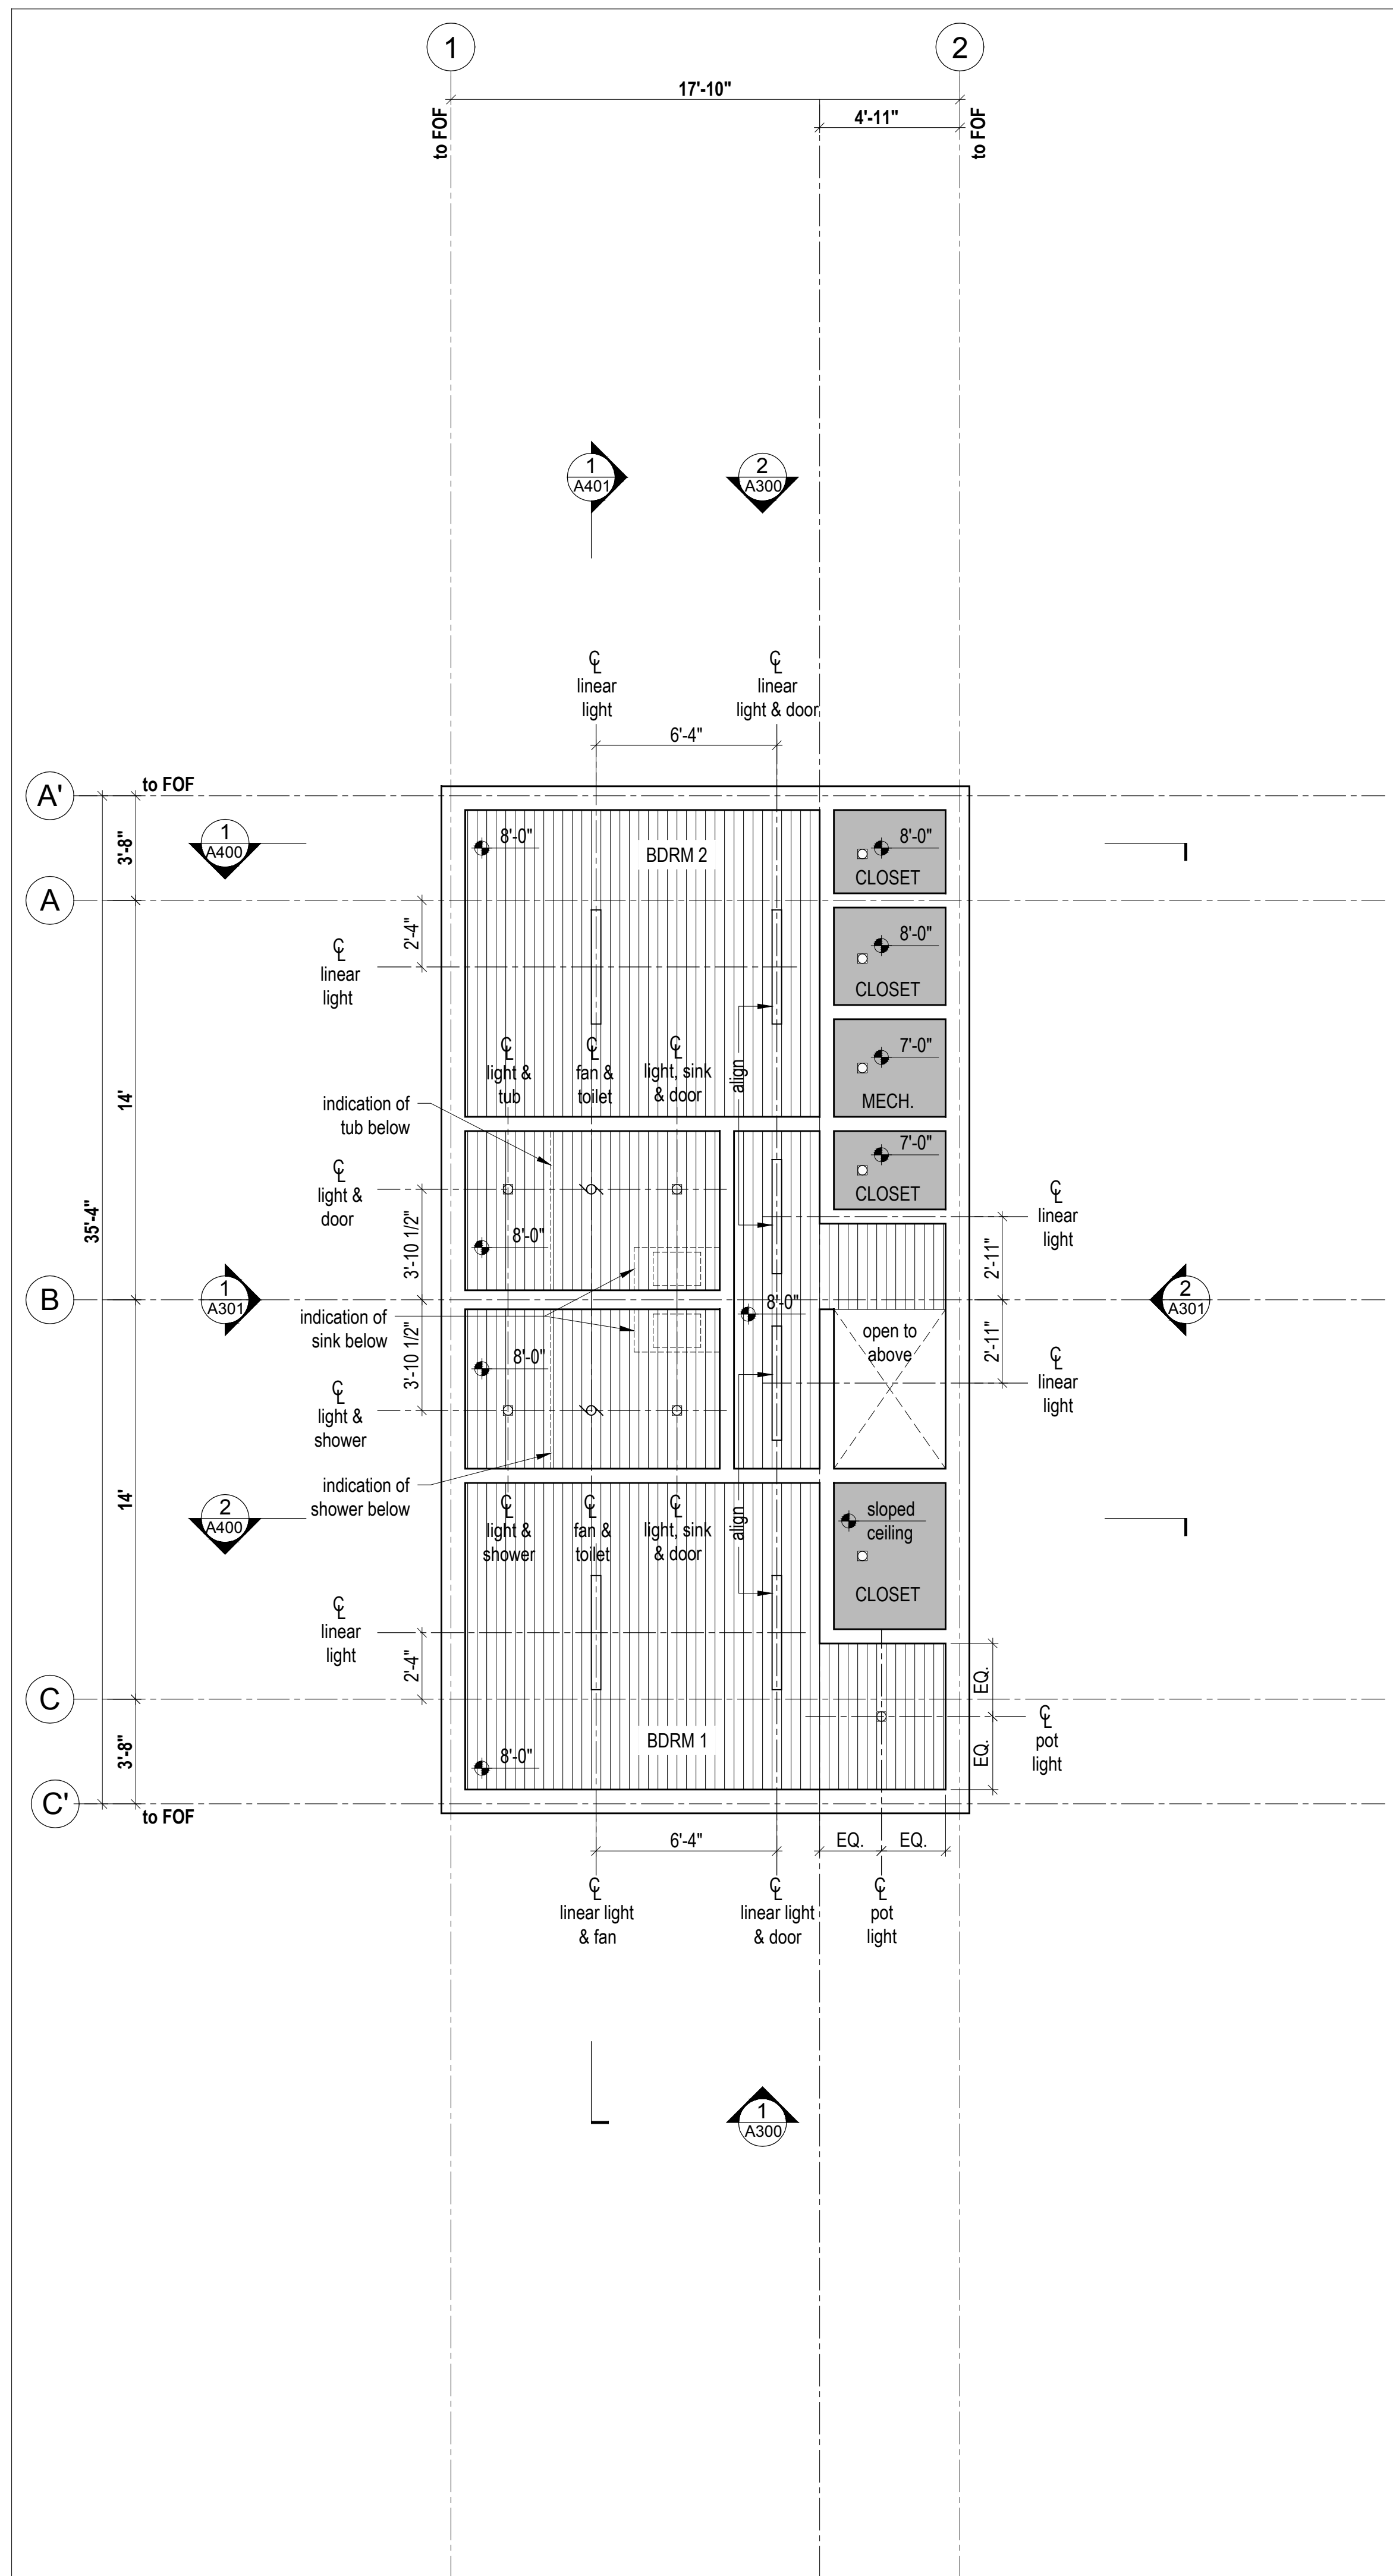 1
2
17'-10"
4'-11"
to FOF
to FOF
1
A401
2
A300
℄
linear
light
℄
linear
light & door
6'-4"
A'
to FOF
3'-8"
1
A400
8'-0"
BDRM 2
8'-0"
CLOSET
A
2'-4"
8'-0"
CLOSET
℄
linear
light
14'
℄
light &
tub
℄
fan &
toilet
℄
light, sink
& door
align
7'-0"
MECH.
indication of
tub below
7'-0"
CLOSET
℄
light &
door
35'-4"
3'-10 1/2"
8'-0"
℄
linear
light
2'-11"
B
1
A301
8'-0"
2
A301
indication of
sink below
open to
above
3'-10 1/2"
8'-0"
2'-11"
℄
linear
light
℄
light &
shower
indication of
shower below
14'
2
A400
℄
light &
shower
℄
fan &
toilet
℄
light, sink
& door
align
sloped
ceiling
CLOSET
℄
linear
light
2'-4"
EQ.
C
℄
pot
light
3'-8"
BDRM 1
8'-0"
EQ.
C'
to FOF
6'-4"
EQ.
EQ.
℄
linear light
& fan
℄
linear light
& door
℄
pot
light
1
A300